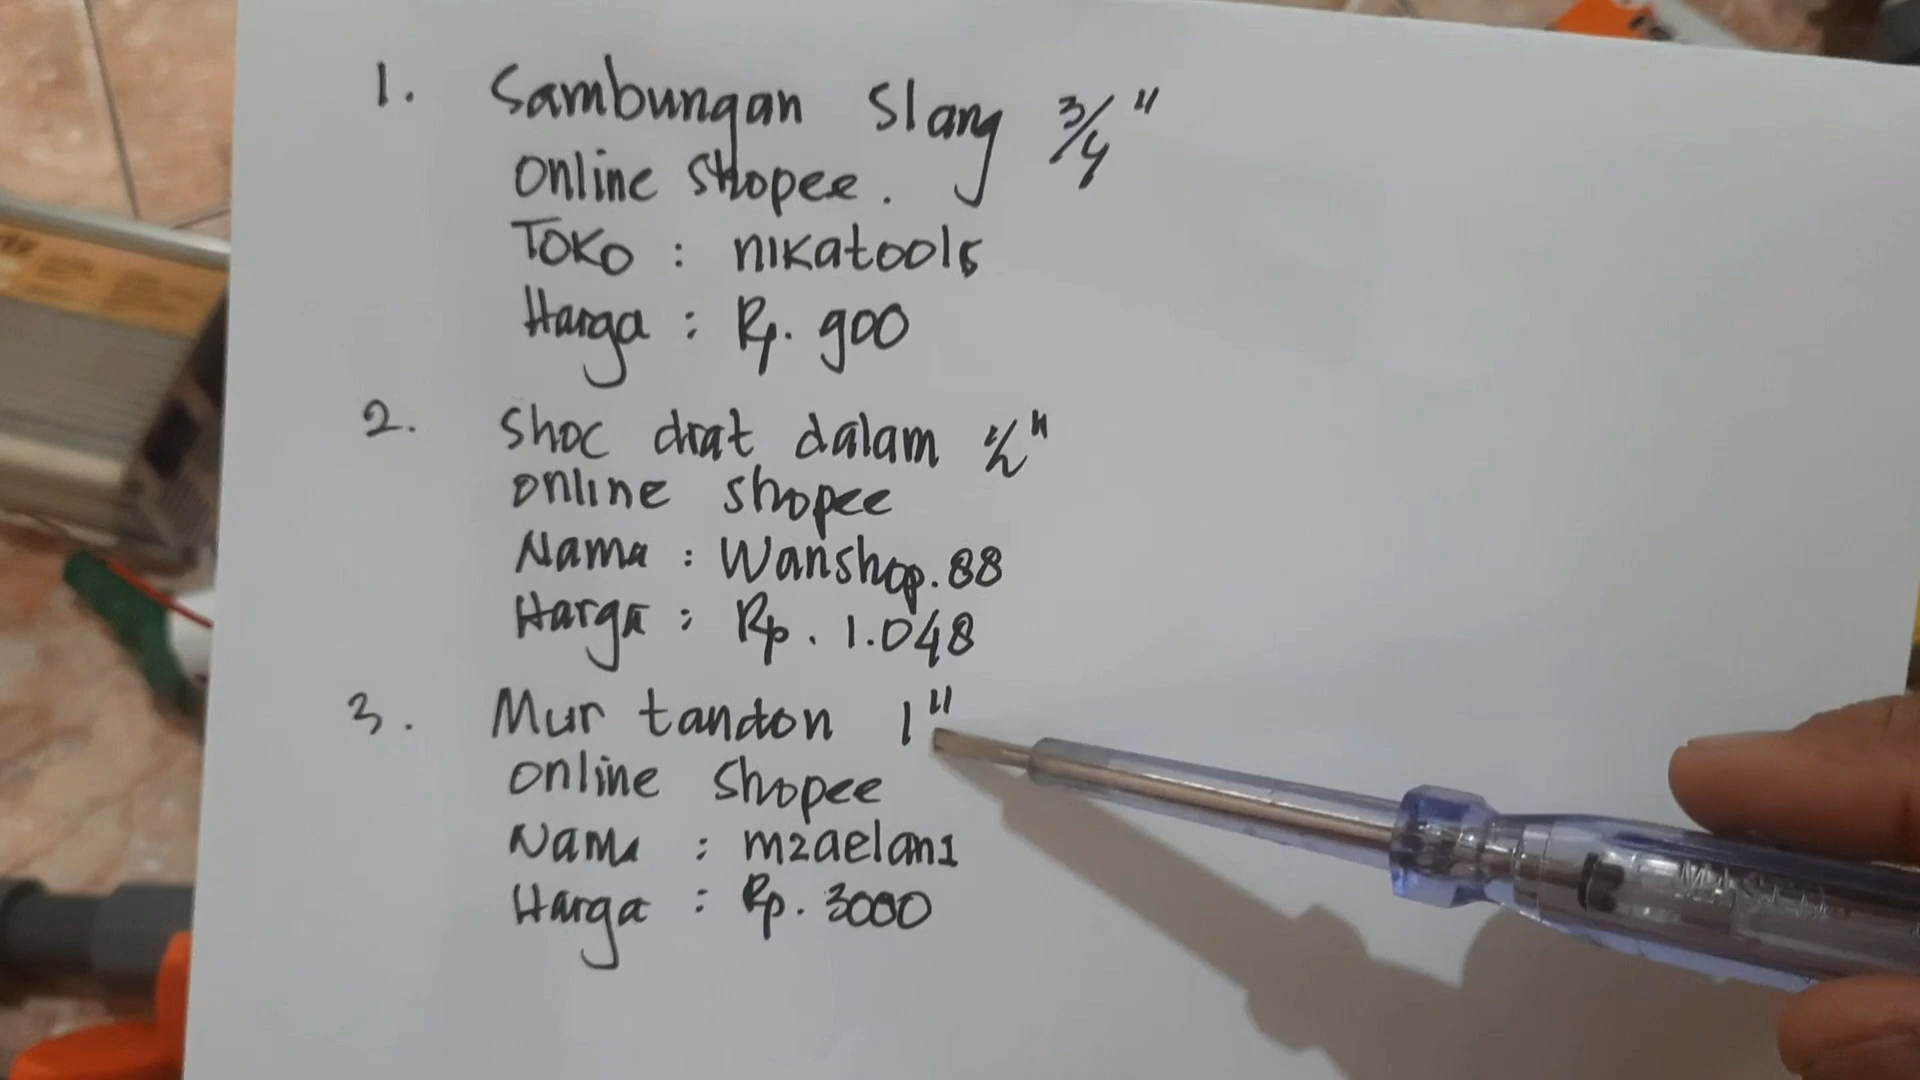 1. Sambungan Slang 3/4"
Online Shopee.
Toko : nikatools
Harga : Rp. 900
2. Shoc drat dalam 1/2"
online shopee
Nama : Wanshop.88
Harga : Rp. 1.048
3. Mur tandon 1"
online shopee
Nama : mzaelan1
Harga : Rp. 3000